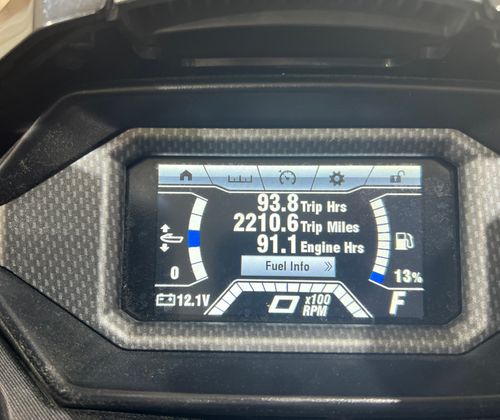 93.8 Trip Hrs
2210.6 Trip Miles
91.1 Engine Hrs
Fuel Info »
0
13%
12.1V
0 x100
RPM
F